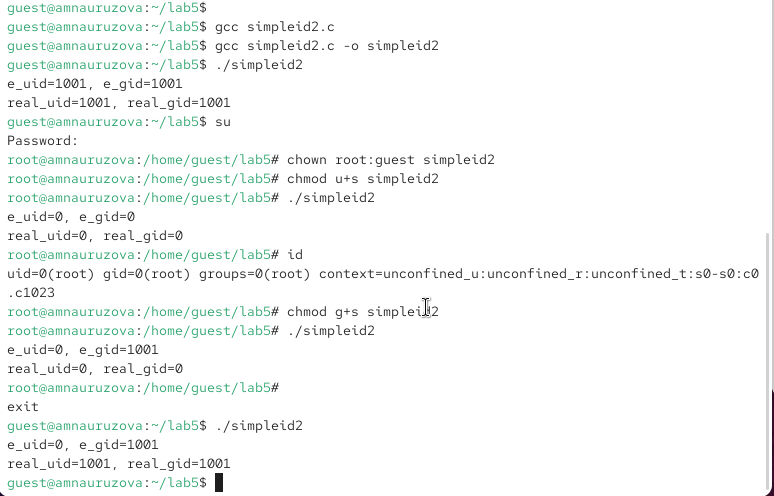 guest@amnauruzova:~/lab5$
guest@amnauruzova:~/lab5$ gcc simpleid2.c
guest@amnauruzova:~/lab5$ gcc simpleid2.c -o simpleid2
guest@amnauruzova:~/lab5$ ./simpleid2
e_uid=1001, e_gid=1001
real_uid=1001, real_gid=1001
guest@amnauruzova:~/lab5$ su
Password:
root@amnauruzova:/home/guest/lab5# chown root:guest simpleid2
root@amnauruzova:/home/guest/lab5# chmod u+s simpleid2
root@amnauruzova:/home/guest/lab5# ./simpleid2
e_uid=0, e_gid=0
real_uid=0, real_gid=0
root@amnauruzova:/home/guest/lab5# id
uid=0(root) gid=0(root) groups=0(root) context=unconfined_u:unconfined_r:unconfined_t:s0-s0:c0
.c1023
root@amnauruzova:/home/guest/lab5# chmod g+s simpleid2
root@amnauruzova:/home/guest/lab5# ./simpleid2
e_uid=0, e_gid=1001
real_uid=0, real_gid=0
root@amnauruzova:/home/guest/lab5#
exit
guest@amnauruzova:~/lab5$ ./simpleid2
e_uid=0, e_gid=1001
real_uid=1001, real_gid=1001
guest@amnauruzova:~/lab5$